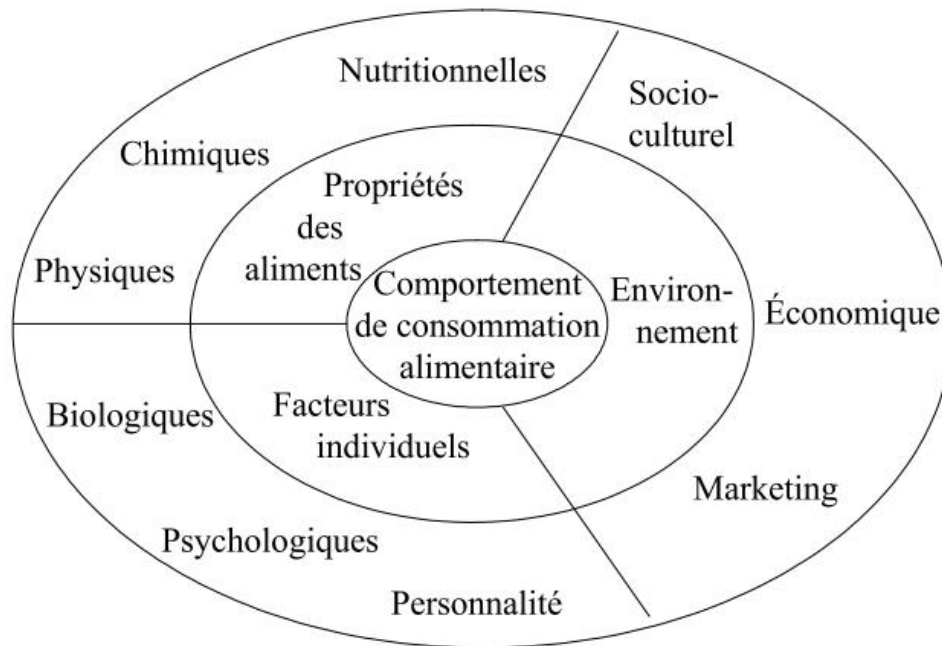 Nutritionnelles
Socio-
culturel
Chimiques
Propriétés
des
aliments
Physiques
Comportement
de consommation
alimentaire
Environ-
nement
Économique
Biologiques
Facteurs
individuels
Marketing
Psychologiques
Personnalité